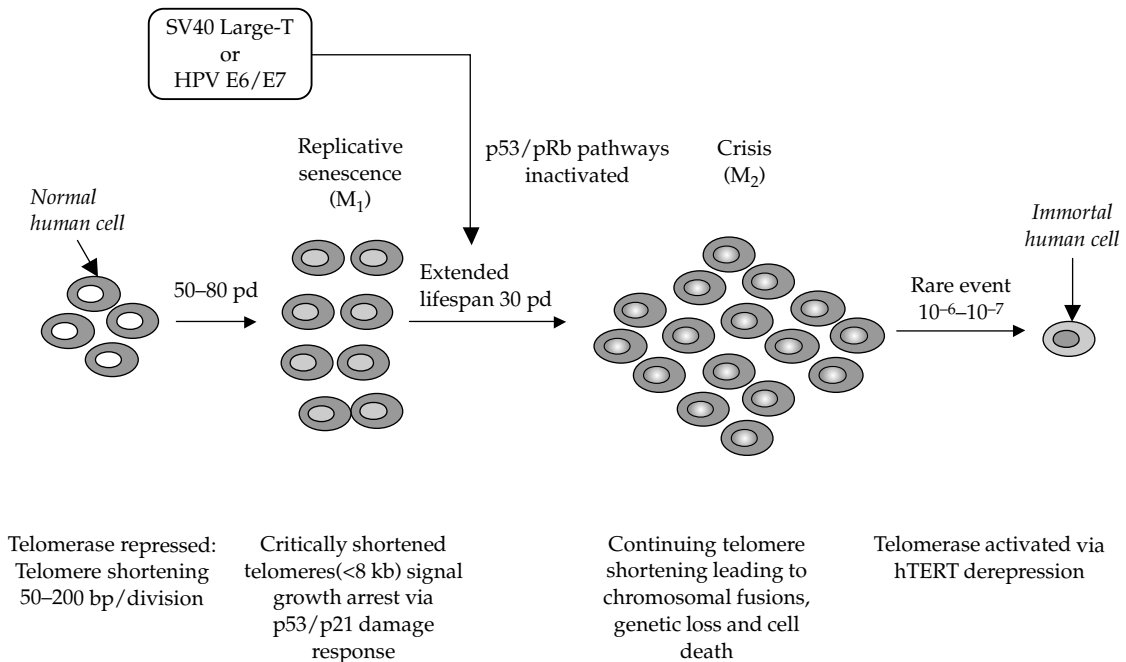 SV40 Large-T
or
HPV E6/E7
Replicative
senescence
(M1)
p53/pRb pathways
inactivated
Crisis
(M2)
Normal
human cell
Immortal
human cell
50–80 pd
Extended
lifespan 30 pd
Rare event
10–6–10–7
Telomerase repressed:
Telomere shortening
50–200 bp/division
Critically shortened
telomeres(<8 kb) signal
growth arrest via
p53/p21 damage
response
Continuing telomere
shortening leading to
chromosomal fusions,
genetic loss and cell
death
Telomerase activated via
hTERT derepression